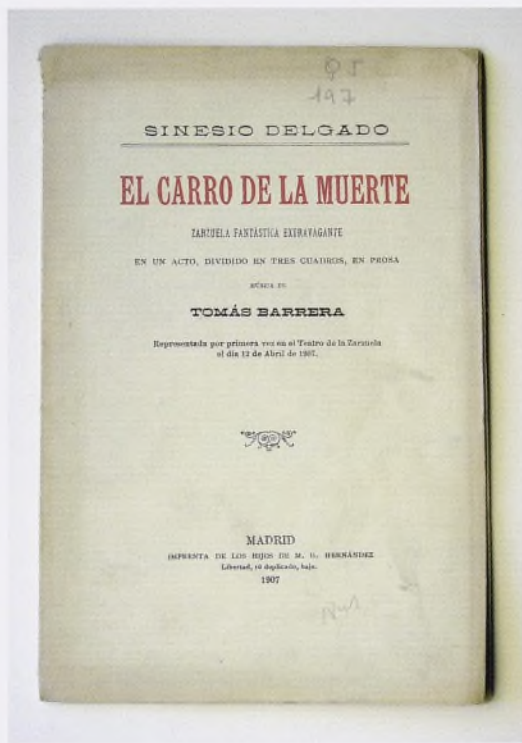 197
SINESIO DELGADO
EL CARRO DE LA MUERTE
ZARZUELA FANTÁSTICA EXTRAVAGANTE
EN UN ACTO, DIVIDIDO EN TRES CUADROS, EN PROSA
MÚSICA DE
TOMÁS BARRERA
Representada por primera vez en el Teatro de la Zarzuela
el día 12 de Abril de 1907.
MADRID
IMPRENTA DE LOS HIJOS DE M. G. HERNÁNDEZ
Libertad, 16 duplicado, bajo.
1907